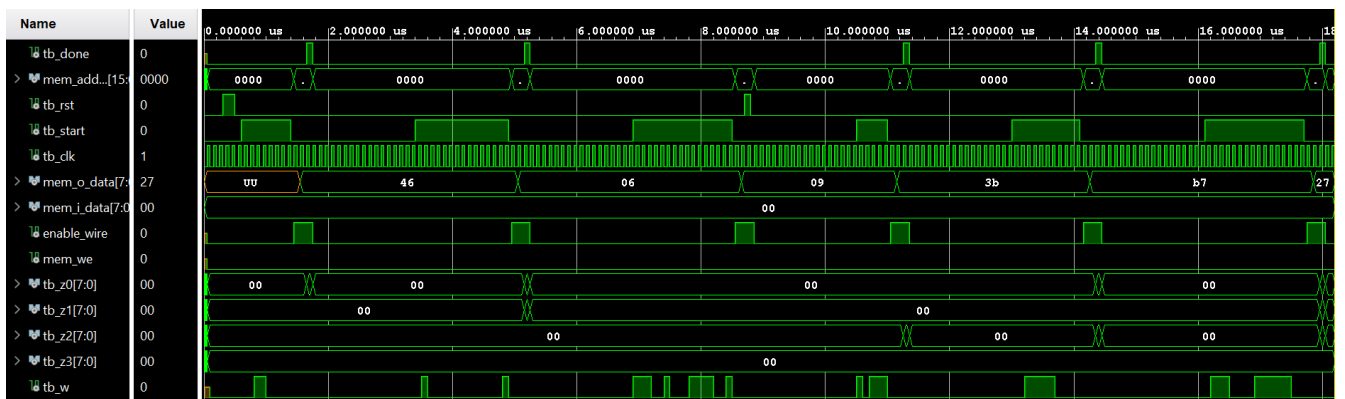 Name Value 0.000000 us 2.000000 us 4.000000 us 6.000000 us 8.000000 us 10.000000 us 12.000000 us 14.000000 us 16.000000 us 18
tb_done 0
mem_add...[15: 0000 0000 . 0000 . 0000 . 0000 . 0000 . 0000 .
tb_rst 0
tb_start 0
tb_clk 1
mem_o_data[7: 27 UU 46 06 09 3b b7 27
mem_i_data[7:0 00 00
enable_wire 0
mem_we 0
tb_z0[7:0] 00 00 00 00 00
tb_z1[7:0] 00 00 00
tb_z2[7:0] 00 00 00 00
tb_z3[7:0] 00 00
tb_w 0